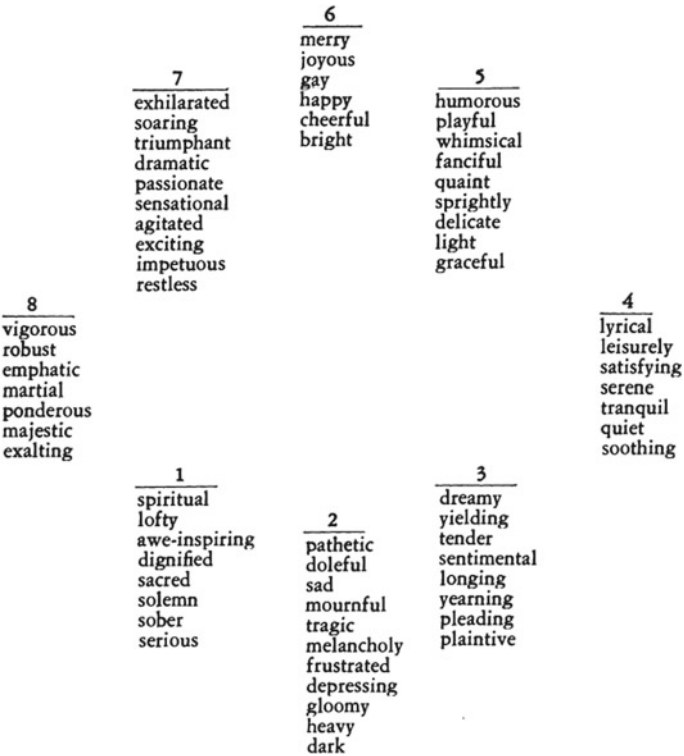 6
merry
joyous
gay
happy
cheerful
bright
7
exhilarated
soaring
triumphant
dramatic
passionate
sensational
agitated
exciting
impetuous
restless
5
humorous
playful
whimsical
fanciful
quaint
sprightly
delicate
light
graceful
8
vigorous
robust
emphatic
martial
ponderous
majestic
exalting
4
lyrical
leisurely
satisfying
serene
tranquil
quiet
soothing
1
spiritual
lofty
awe-inspiring
dignified
sacred
solemn
sober
serious
2
pathetic
doleful
sad
mournful
tragic
melancholy
frustrated
depressing
gloomy
heavy
dark
3
dreamy
yielding
tender
sentimental
longing
yearning
pleading
plaintive